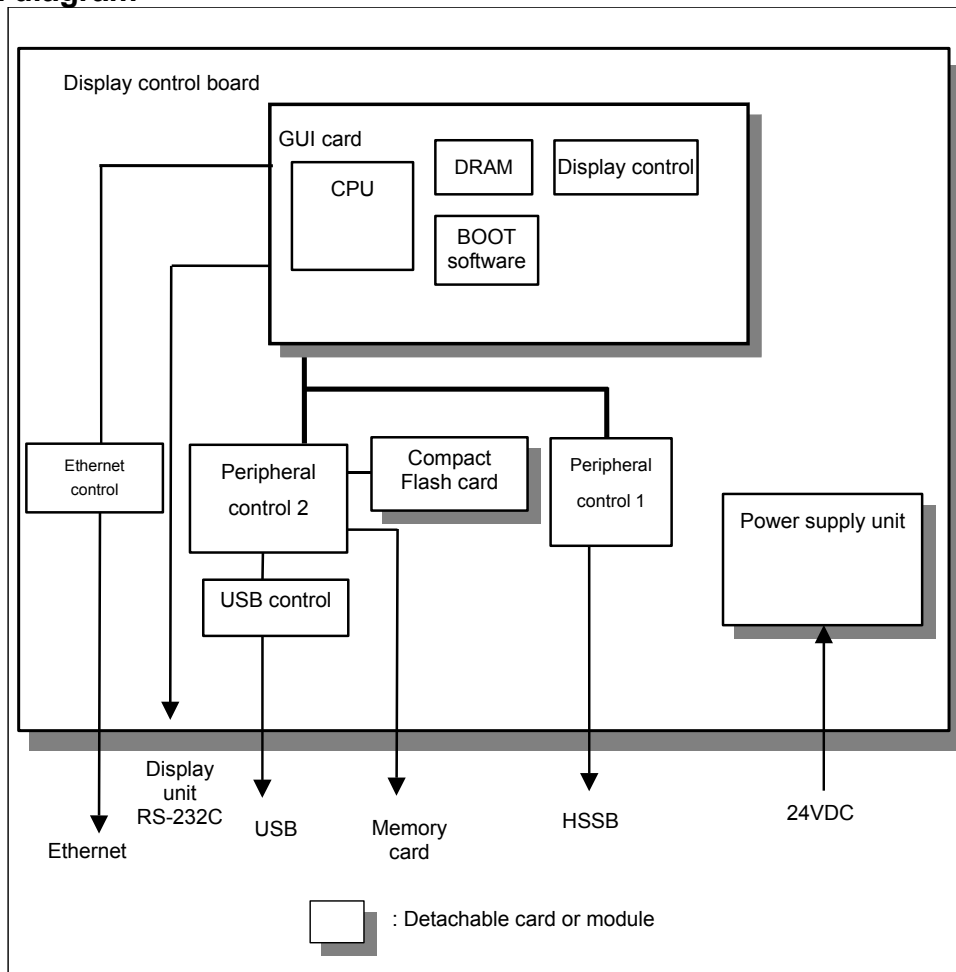 diagram
Display control board
GUI card
CPU
DRAM
Display control
BOOT
software
Ethernet
control
Peripheral
control 2
Compact
Flash card
Peripheral
control 1
Power supply unit
USB control
Display
unit
RS-232C
Ethernet
USB
Memory
card
HSSB
24VDC
: Detachable card or module